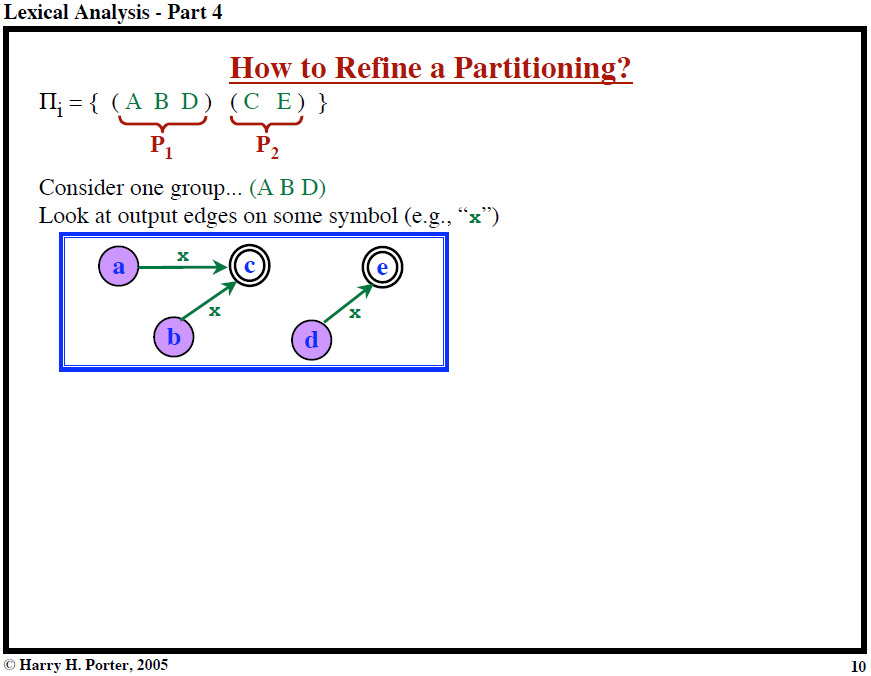 Lexical Analysis - Part 4
How to Refine a Partitioning?
Πi = { ( A B D ) ( C E ) }
P1 P2
Consider one group... (A B D)
Look at output edges on some symbol (e.g., “x”)
a x c e
b x d x
© Harry H. Porter, 2005
10